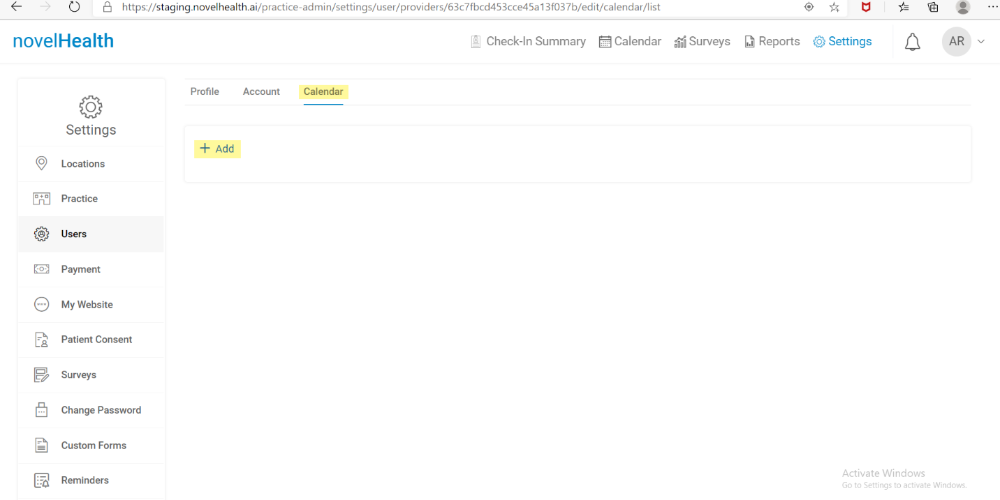 https://staging.novelhealth.ai/practice-admin/settings/user/providers/63c7fbcd453cce45a13f037b/edit/calendar/list
novelHealth
Check-In Summary Calendar Surveys Reports Settings AR
Profile Account Calendar
Settings
+ Add
Locations
Practice
Users
Payment
My Website
Patient Consent
Surveys
Change Password
Custom Forms
Reminders
Activate Windows
Go to Settings to activate Windows.